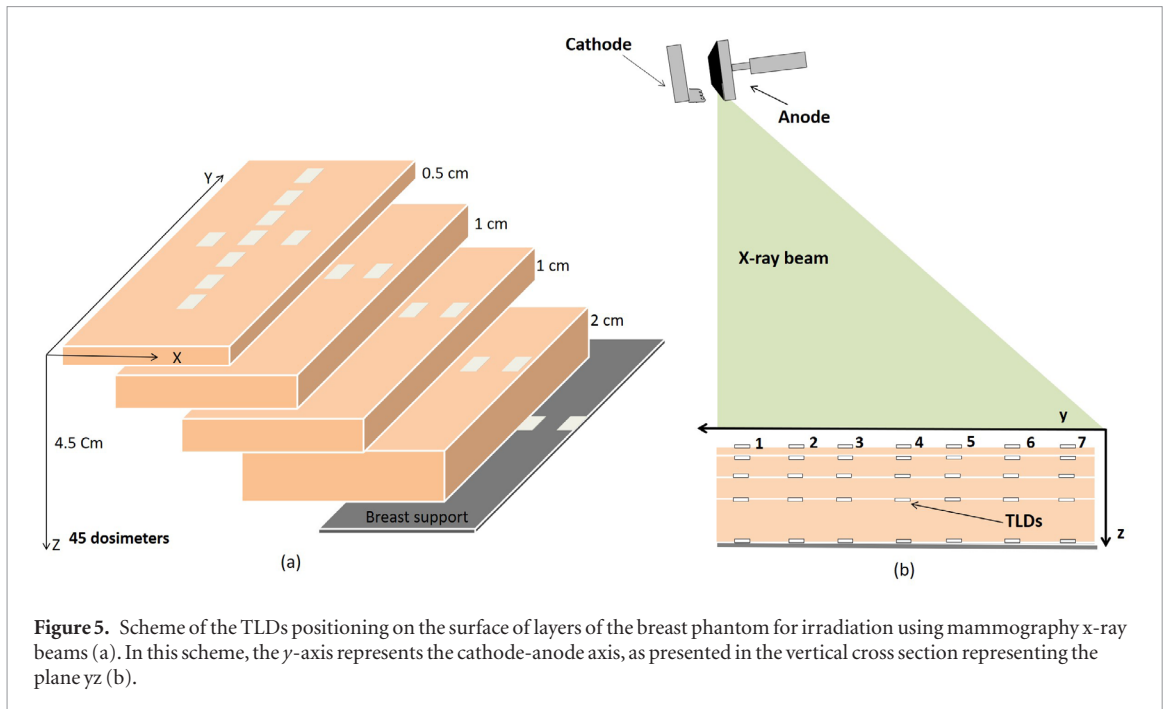 Cathode
Anode
Y
0.5 cm
1 cm
1 cm
2 cm
X
4.5 Cm
Breast support
Z
45 dosimeters
(a)
X-ray beam
y
1 2 3 4 5 6 7
TLDs
z
(b)
Figure 5. Scheme of the TLDs positioning on the surface of layers of the breast phantom for irradiation using mammography x-ray
beams (a). In this scheme, the y-axis represents the cathode-anode axis, as presented in the vertical cross section representing the
plane yz (b).